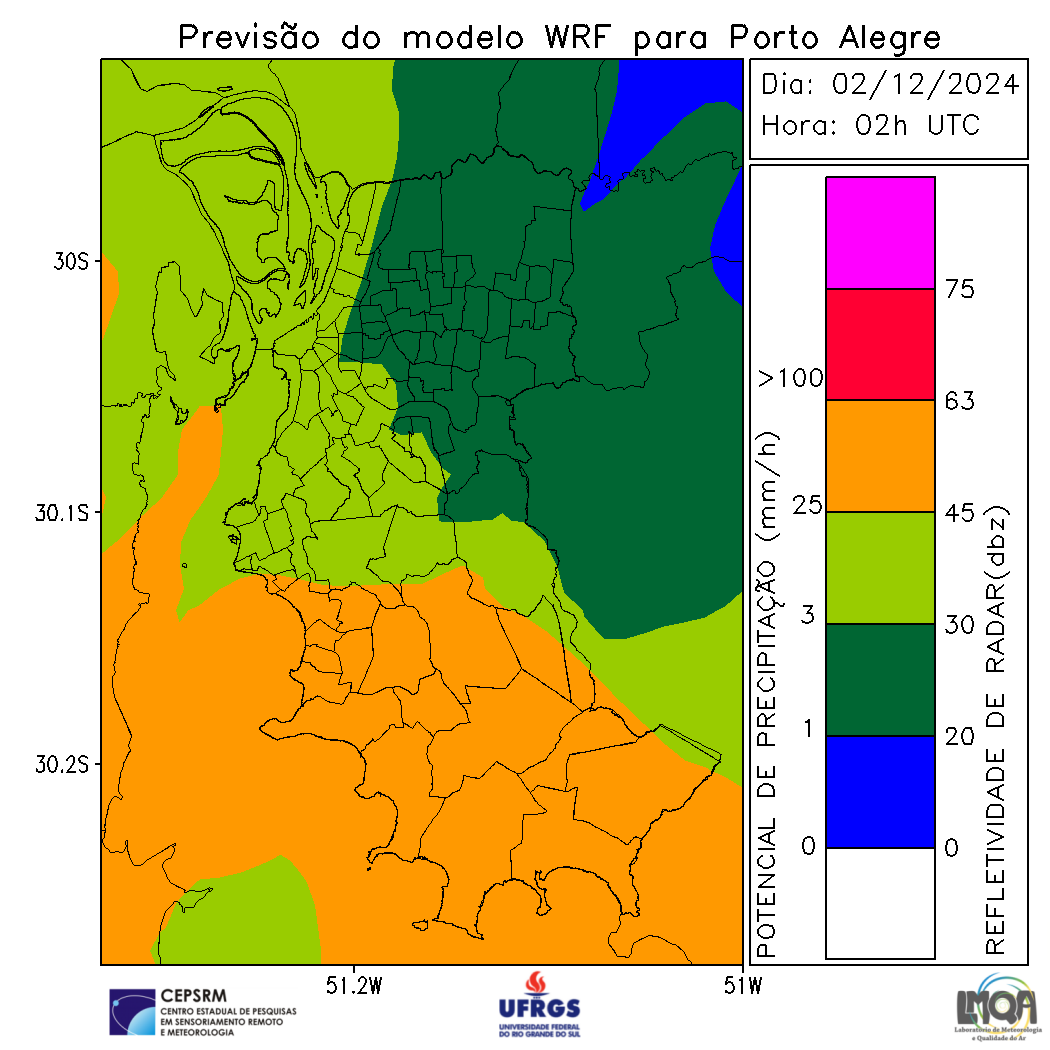 Previsão do modelo WRF para Porto Alegre
Dia: 02/12/2024
Hora: 02h UTC
30S
30.1S
30.2S
51.2W
51W
POTENCIAL DE PRECIPITAÇÃO (mm/h)
>100
25
3
1
0
75
63
45
30
20
0
REFLETIVIDADE DE RADAR(dbz)
CEPSRM
CENTRO ESTADUAL DE PESQUISAS
EM SENSORIAMENTO REMOTO
E METEOROLOGIA
UFRGS
UNIVERSIDADE FEDERAL
DO RIO GRANDE DO SUL
LMQA
Laboratório de Meteorologia
e Qualidade do Ar